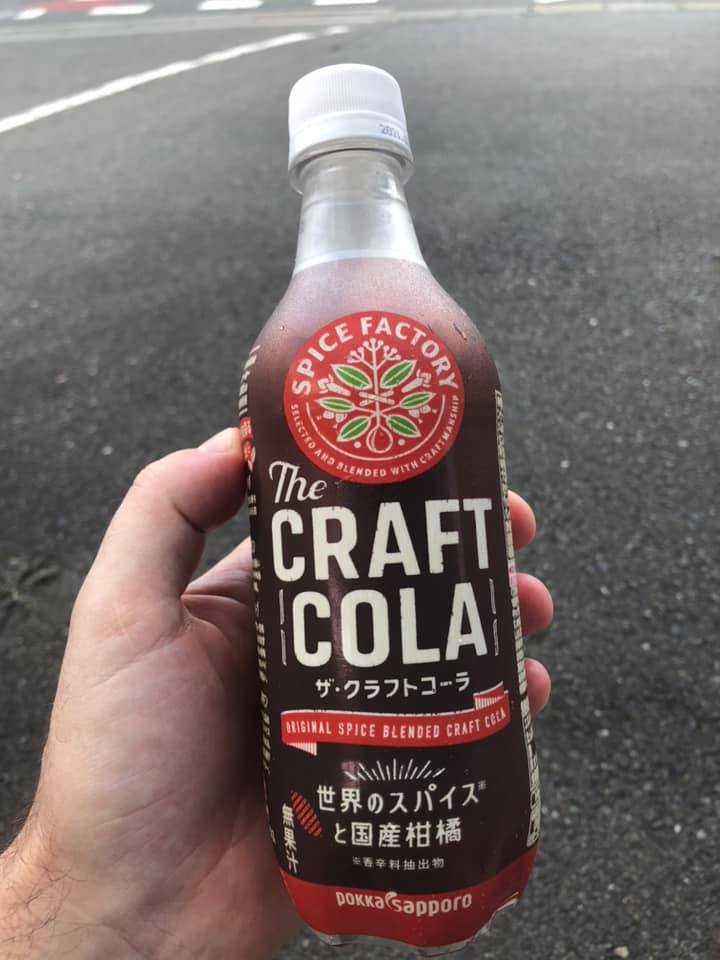 SPICE FACTORY
SELECTED AND BLENDED WITH CRAFTMANSHIP
The
CRAFT
COLA
ザ・クラフトコーラ
ORIGINAL SPICE BLENDED CRAFT COLA
世界のスパイス※
と国産柑橘
※香辛料抽出物
無果汁
pokka sapporo